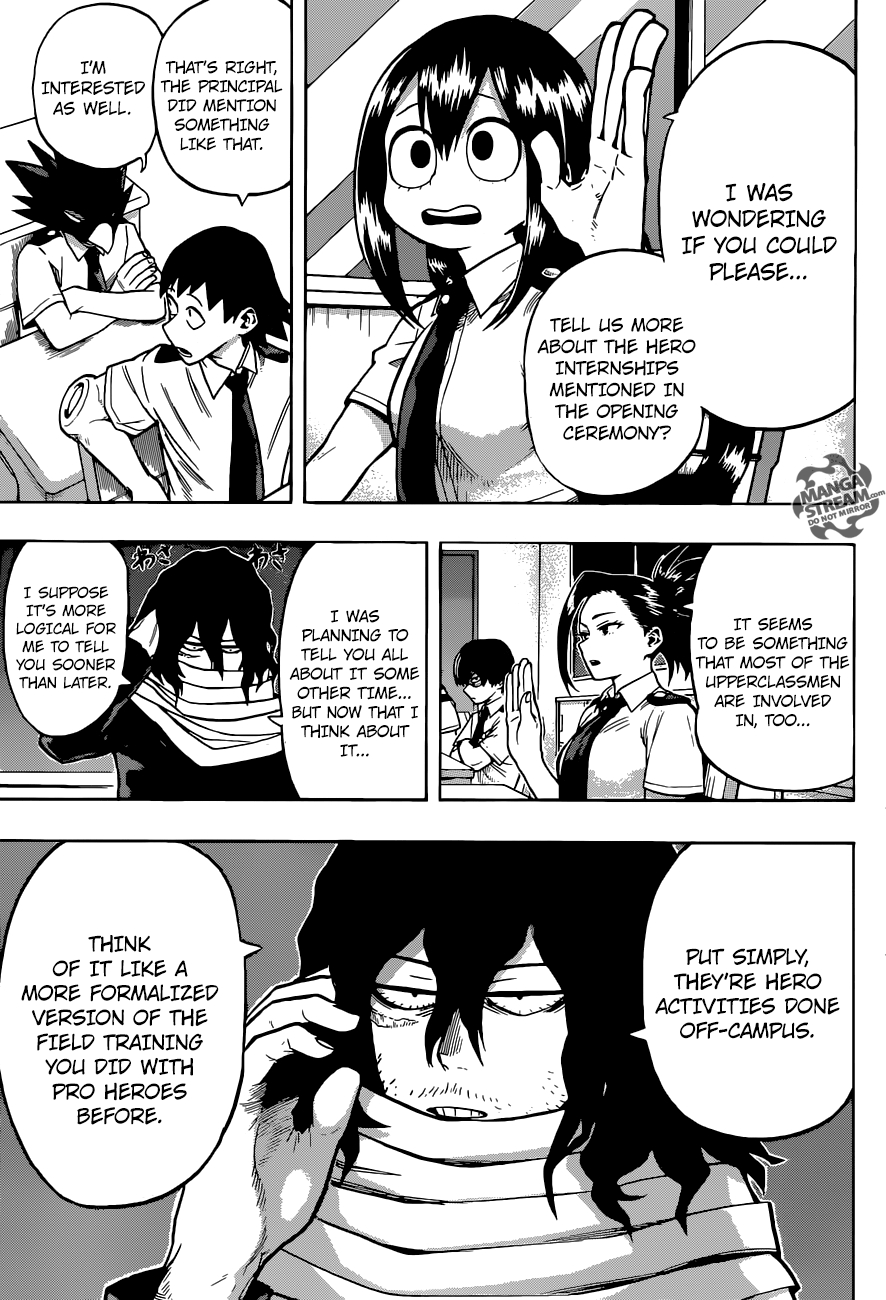 I WAS
WONDERING
IF YOU COULD
PLEASE...
TELL US MORE
ABOUT THE HERO
INTERNSHIPS
MENTIONED IN
THE OPENING
CEREMONY?
THAT'S RIGHT,
THE PRINCIPAL
DID MENTION
SOMETHING
LIKE THAT.
I'M
INTERESTED
AS WELL.
MANGA
STREAM.com
DO NOT MIRROR
IT SEEMS
TO BE SOMETHING
THAT MOST OF THE
UPPERCLASSMEN
ARE INVOLVED
IN, TOO...
わさ
わさ
I WAS
PLANNING TO
TELL YOU ALL
ABOUT IT SOME
OTHER TIME...
BUT NOW THAT I
THINK ABOUT
IT...
I SUPPOSE
IT'S MORE
LOGICAL FOR
ME TO TELL
YOU SOONER
THAN LATER.
PUT SIMPLY,
THEY'RE HERO
ACTIVITIES DONE
OFF-CAMPUS.
THINK
OF IT LIKE A
MORE FORMALIZED
VERSION OF THE
FIELD TRAINING
YOU DID WITH
PRO HEROES
BEFORE.